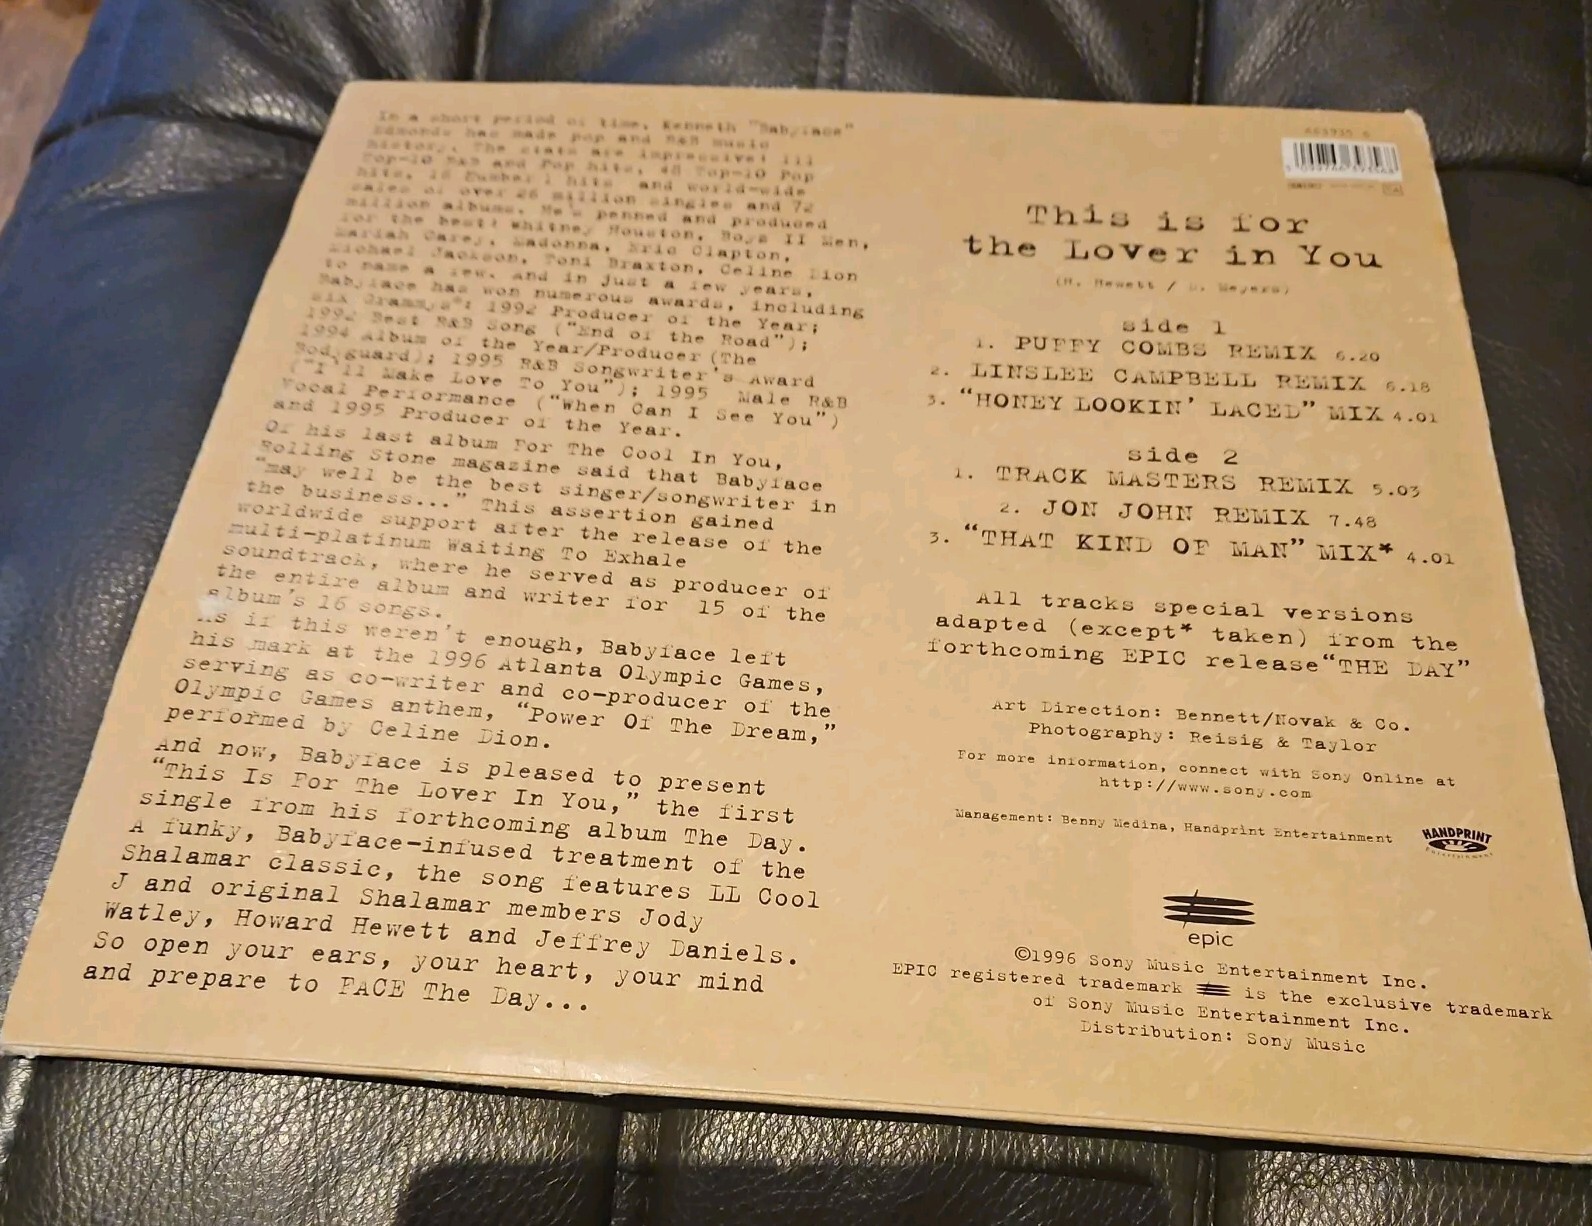 In a short period of time, Kenneth "Babyface"
Edmonds has made pop and R&B music
history. The stats are impressive: 111
Top-10 R&B and Pop hits, 48 Top-10 Pop
hits, 16 Number 1 hits and world-wide
sales of over 26 million singles and 72
million albums. He's penned and produced
for the best: Whitney Houston, Boyz II Men,
Mariah Carey, Madonna, Eric Clapton,
Michael Jackson, Toni Braxton, Celine Dion
to name a few. And in just a few years,
Babyface has won numerous awards, including
six Grammys®: 1992 Producer of the Year;
1992 Best R&B Song ("End of the Road");
1994 Album of the Year/Producer (The
Bodyguard); 1995 R&B Songwriter's Award
("I'll Make Love To You"); 1995 Male R&B
Vocal Performance ("When Can I See You")
and 1995 Producer of the Year.
Of his last album For The Cool In You,
Rolling Stone magazine said that Babyface
"may well be the best singer/songwriter in
the business..." This assertion gained
worldwide support after the release of the
multi-platinum Waiting To Exhale
soundtrack, where he served as producer of
the entire album and writer for 15 of the
album's 16 songs.
As if this weren't enough, Babyface left
his mark at the 1996 Atlanta Olympic Games,
serving as co-writer and co-producer of the
Olympic Games anthem, "Power Of The Dream,"
performed by Celine Dion.
And now, Babyface is pleased to present
"This Is For The Lover In You," the first
single from his forthcoming album The Day.
A funky, Babyface-infused treatment of the
Shalamar classic, the song features LL Cool
J and original Shalamar members Jody
Watley, Howard Hewett and Jeffrey Daniels.
So open your ears, your heart, your mind
and prepare to FACE The Day...
663935 6
This is for
the Lover in You
(H. Hewett / D. Meyers)
side 1
1. PUFFY COMBS REMIX 6.20
2. LINSLEE CAMPBELL REMIX 6.18
3. "HONEY LOOKIN' LACED" MIX 4.01
side 2
1. TRACK MASTERS REMIX 5.03
2. JON JOHN REMIX 7.48
3. "THAT KIND OF MAN" MIX* 4.01
All tracks special versions
adapted (except* taken) from the
forthcoming EPIC release "THE DAY"
Art Direction: Bennett/Novak & Co.
Photography: Reisig & Taylor
For more information, connect with Sony Online at
http://www.sony.com
Management: Benny Medina, Handprint Entertainment
HANDPRINT
Entertainment
epic
©1996 Sony Music Entertainment Inc.
EPIC registered trademark is the exclusive trademark
of Sony Music Entertainment Inc.
Distribution: Sony Music